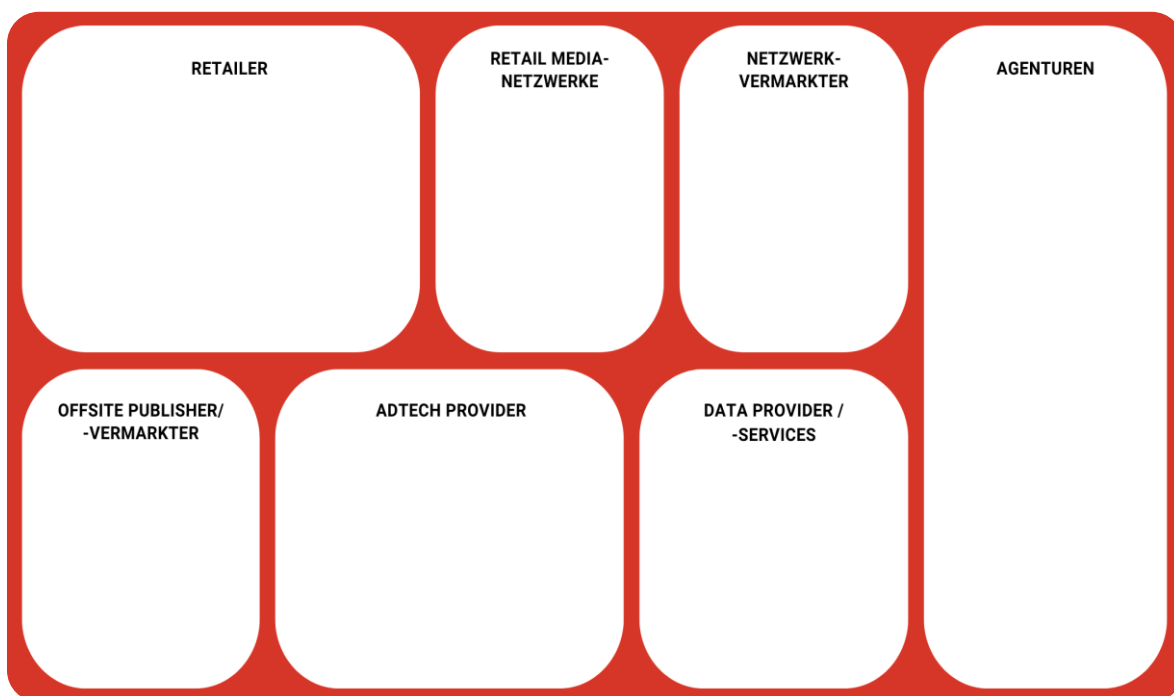 RETAILER
RETAIL MEDIA-
NETZWERKE
NETZWERK-
VERMARKTER
AGENTUREN
OFFSITE PUBLISHER/
-VERMARKTER
ADTECH PROVIDER
DATA PROVIDER /
-SERVICES